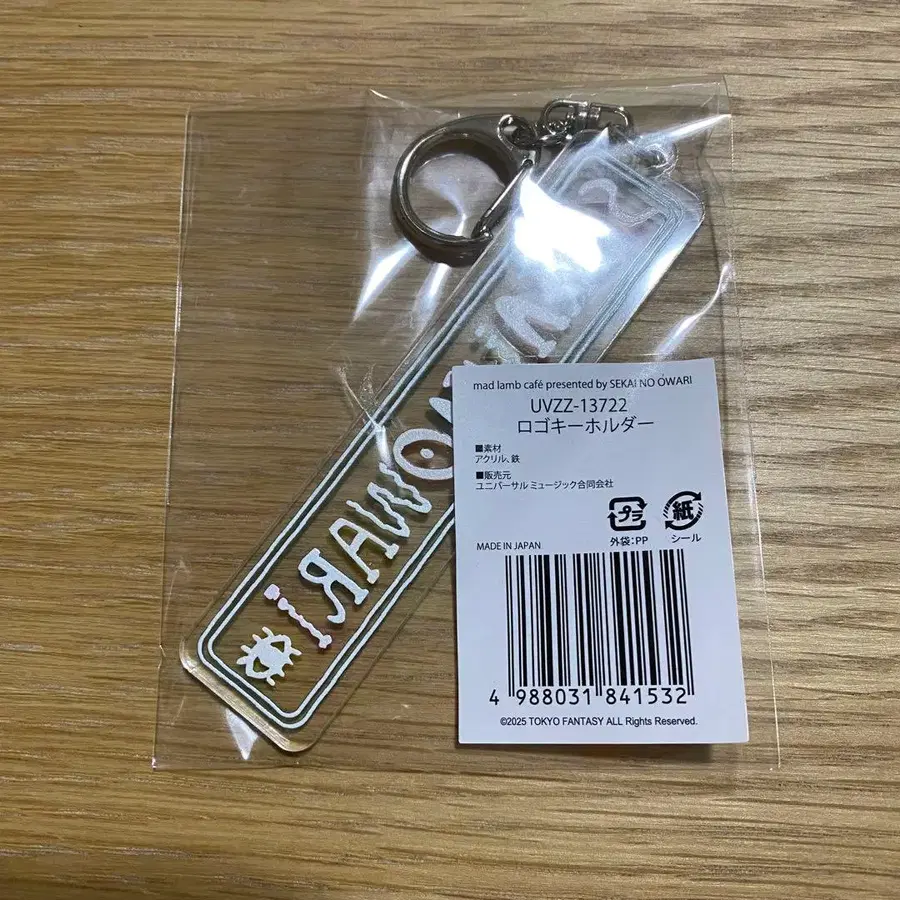 mad lamb café presented by SEKAI NO OWARI
UVZZ-13722
ロゴキーホルダー
■素材
アクリル、鉄
■販売元
ユニバーサル ミュージック合同会社
プラ
紙
外袋:PP
シール
MADE IN JAPAN
4 988031 841532
©2025 TOKYO FANTASY ALL Rights Reserved.
OWARI